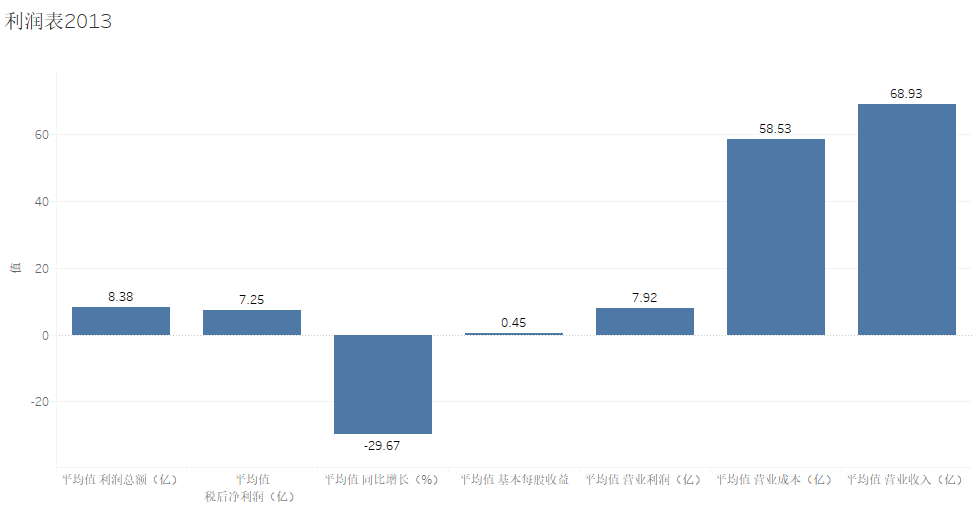 利润表2013
68.93
58.53
60
40
值
20
8.38
7.25
7.92
0.45
0
-20
-29.67
平均值 利润总额（亿）
平均值
税后净利润（亿）
平均值 同比增长（%）
平均值 基本每股收益
平均值 营业利润（亿）
平均值 营业成本（亿）
平均值 营业收入（亿）